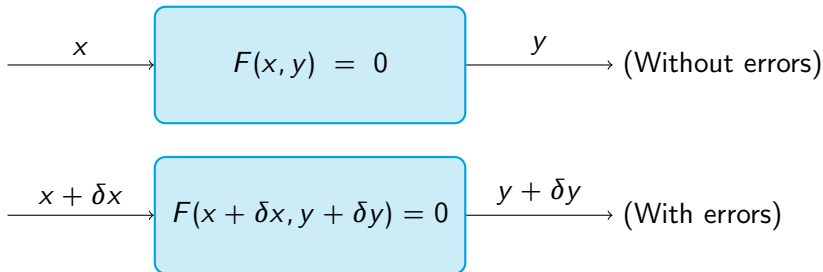 x F(x, y) = 0 y (Without errors)
x + δx F(x + δx, y + δy) = 0 y + δy (With errors)